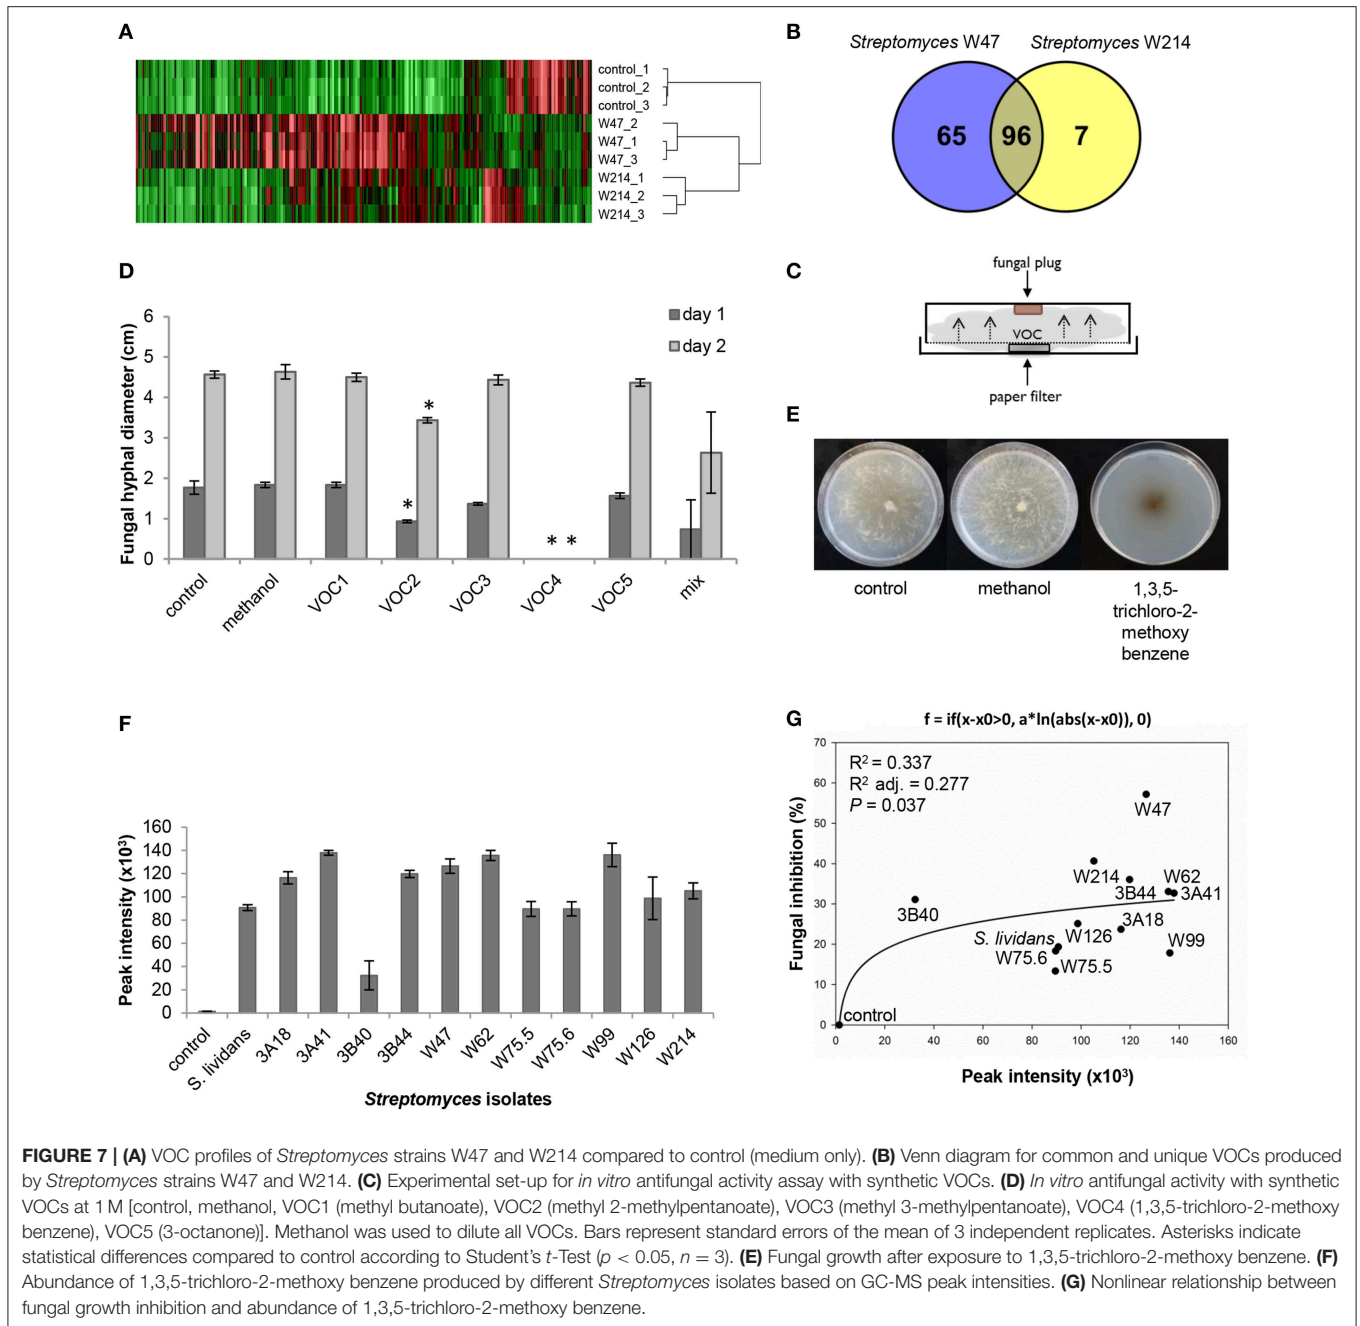 A
control_1
control_2
control_3
W47_2
W47_1
W47_3
W214_1
W214_2
W214_3
B
Streptomyces W47
Streptomyces W214
65
96
7
D
Fungal hyphal diameter (cm)
6
5
4
3
2
1
0
day 1
day 2
*
*
* *
control
methanol
VOC1
VOC2
VOC3
VOC4
VOC5
mix
C
fungal plug
VOC
paper filter
E
control
methanol
1,3,5-
trichloro-2-
methoxy
benzene
F
Peak intensity (x10³)
160
140
120
100
80
60
40
20
0
control
S. lividans
3A18
3A41
3B40
3B44
W47
W62
W75.5
W75.6
W99
W126
W214
Streptomyces isolates
G
f = if(x-x0>0, a*ln(abs(x-x0)), 0)
R² = 0.337
R² adj. = 0.277
P = 0.037
Fungal inhibition (%)
70
60
50
40
30
20
10
0
W47
W214
W62
3B44
3A41
3B40
3A18
W126
S. lividans
W99
W75.6
W75.5
control
0
20
40
60
80
100
120
140
160
Peak intensity (x10³)
FIGURE 7 | (A) VOC profiles of Streptomyces strains W47 and W214 compared to control (medium only). (B) Venn diagram for common and unique VOCs produced
by Streptomyces strains W47 and W214. (C) Experimental set-up for in vitro antifungal activity assay with synthetic VOCs. (D) In vitro antifungal activity with synthetic
VOCs at 1 M [control, methanol, VOC1 (methyl butanoate), VOC2 (methyl 2-methylpentanoate), VOC3 (methyl 3-methylpentanoate), VOC4 (1,3,5-trichloro-2-methoxy
benzene), VOC5 (3-octanone)]. Methanol was used to dilute all VOCs. Bars represent standard errors of the mean of 3 independent replicates. Asterisks indicate
statistical differences compared to control according to Student's t-Test (p < 0.05, n = 3). (E) Fungal growth after exposure to 1,3,5-trichloro-2-methoxy benzene. (F)
Abundance of 1,3,5-trichloro-2-methoxy benzene produced by different Streptomyces isolates based on GC-MS peak intensities. (G) Nonlinear relationship between
fungal growth inhibition and abundance of 1,3,5-trichloro-2-methoxy benzene.